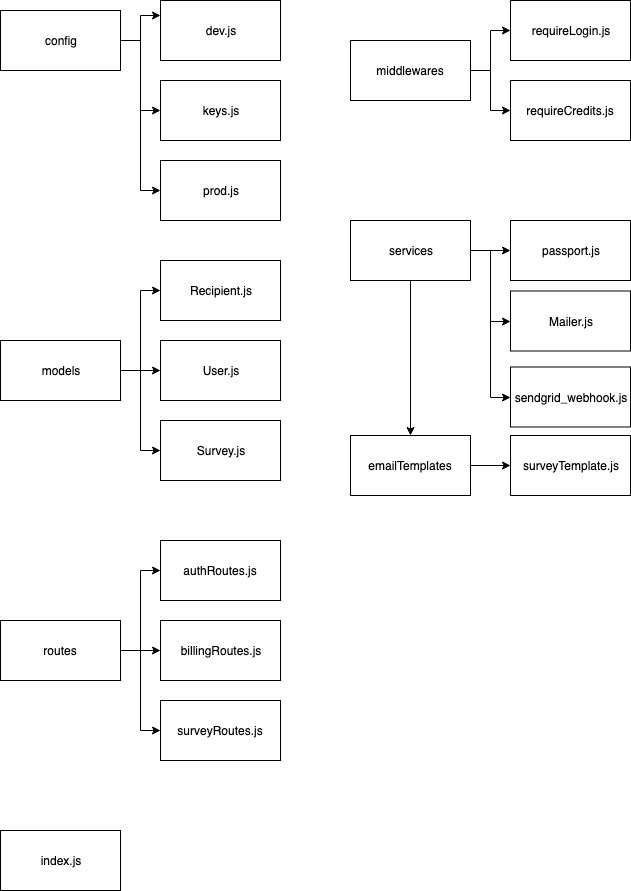 config
dev.js
keys.js
prod.js
models
Recipient.js
User.js
Survey.js
routes
authRoutes.js
billingRoutes.js
surveyRoutes.js
index.js
middlewares
requireLogin.js
requireCredits.js
services
passport.js
Mailer.js
sendgrid_webhook.js
emailTemplates
surveyTemplate.js